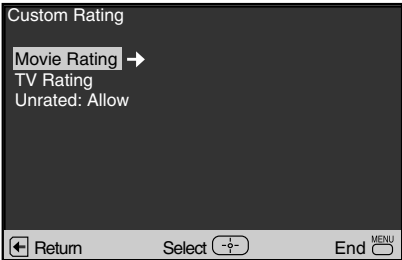 Custom Rating
Movie Rating
TV Rating
Unrated: Allow
Return Select End MENU